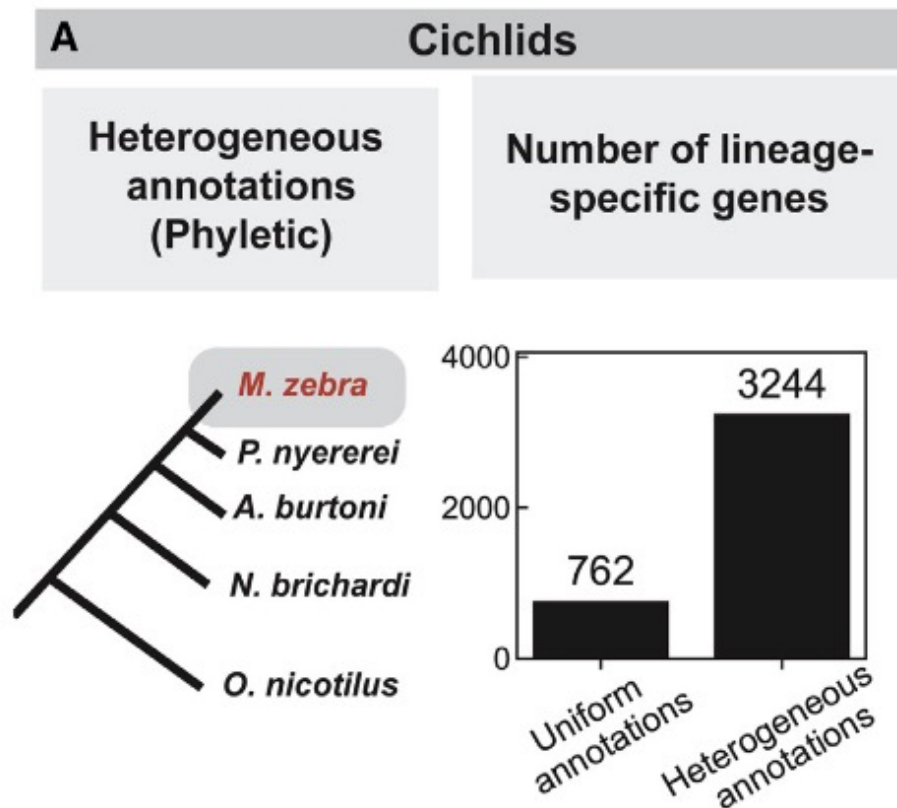 A
Cichlids
Heterogeneous
annotations
(Phyletic)
Number of lineage-
specific genes
M. zebra
P. nyererei
A. burtoni
N. brichardi
O. nicotilus
4000
2000
0
762
3244
Uniform
annotations
Heterogeneous
annotations